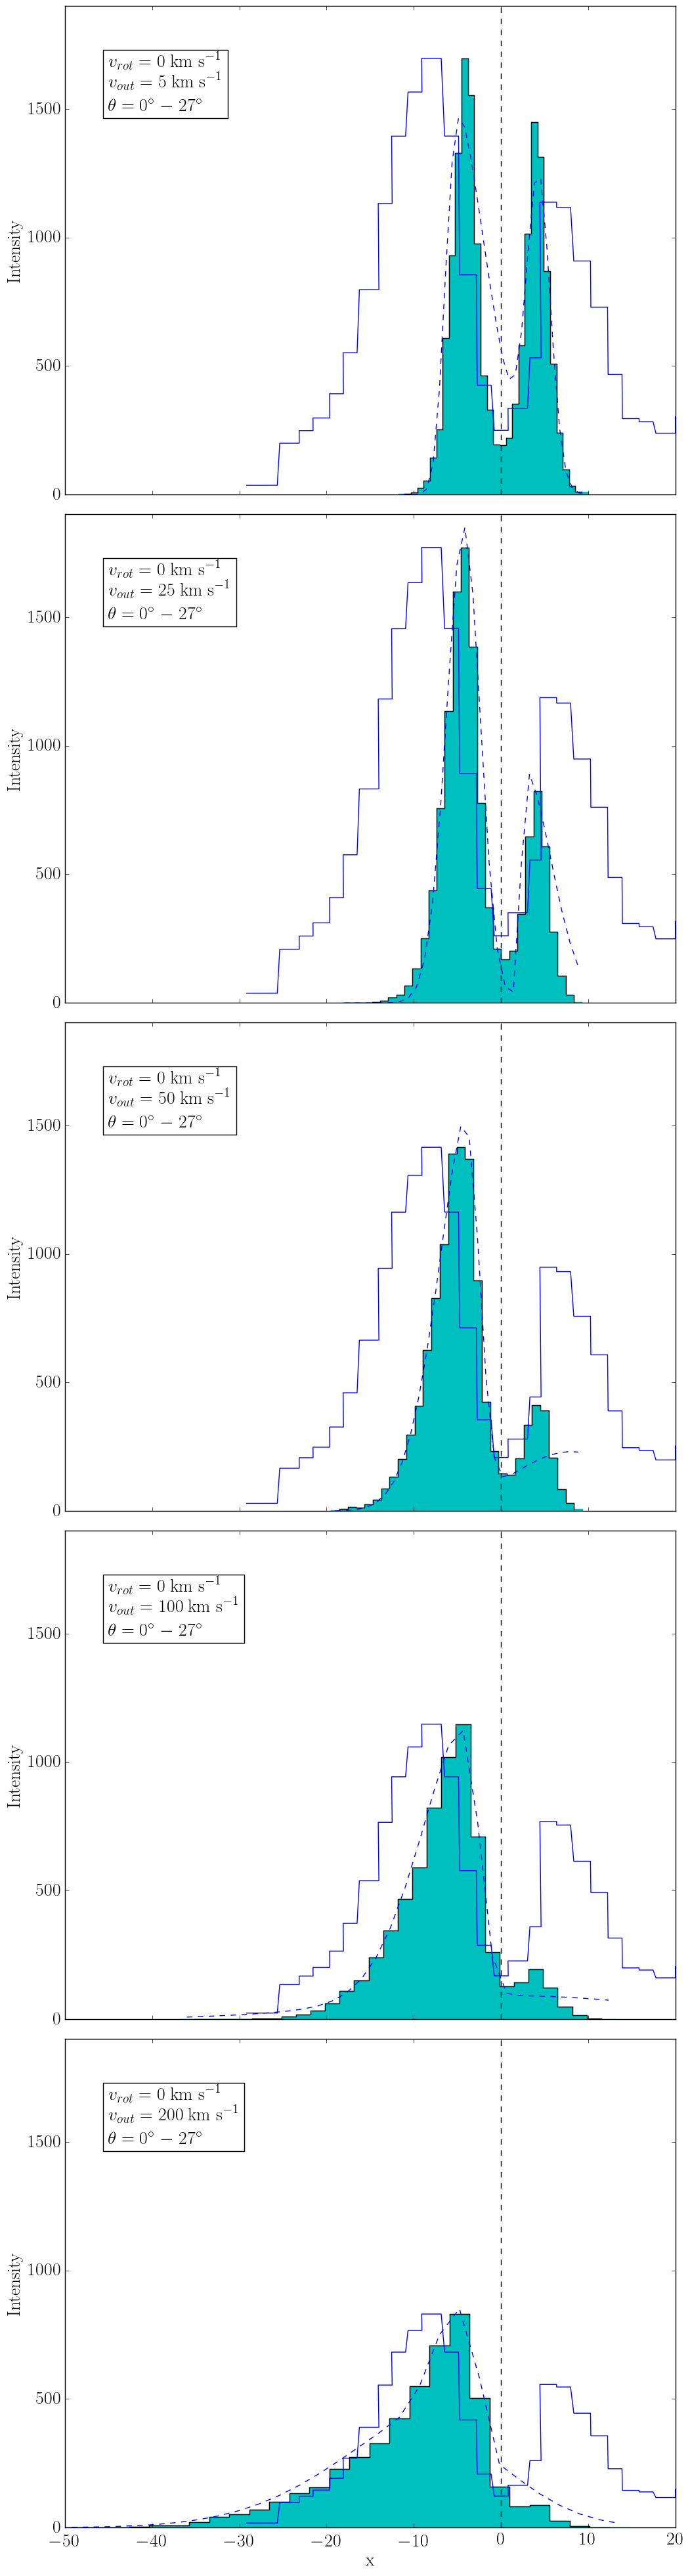 v_rot = 0 km s⁻¹
v_out = 5 km s⁻¹
θ = 0° − 27°
1500
1000
500
0
Intensity
v_rot = 0 km s⁻¹
v_out = 25 km s⁻¹
θ = 0° − 27°
1500
1000
500
0
Intensity
v_rot = 0 km s⁻¹
v_out = 50 km s⁻¹
θ = 0° − 27°
1500
1000
500
0
Intensity
v_rot = 0 km s⁻¹
v_out = 100 km s⁻¹
θ = 0° − 27°
1500
1000
500
0
Intensity
v_rot = 0 km s⁻¹
v_out = 200 km s⁻¹
θ = 0° − 27°
1500
1000
500
0
Intensity
−50 −40 −30 −20 −10 0 10 20
x